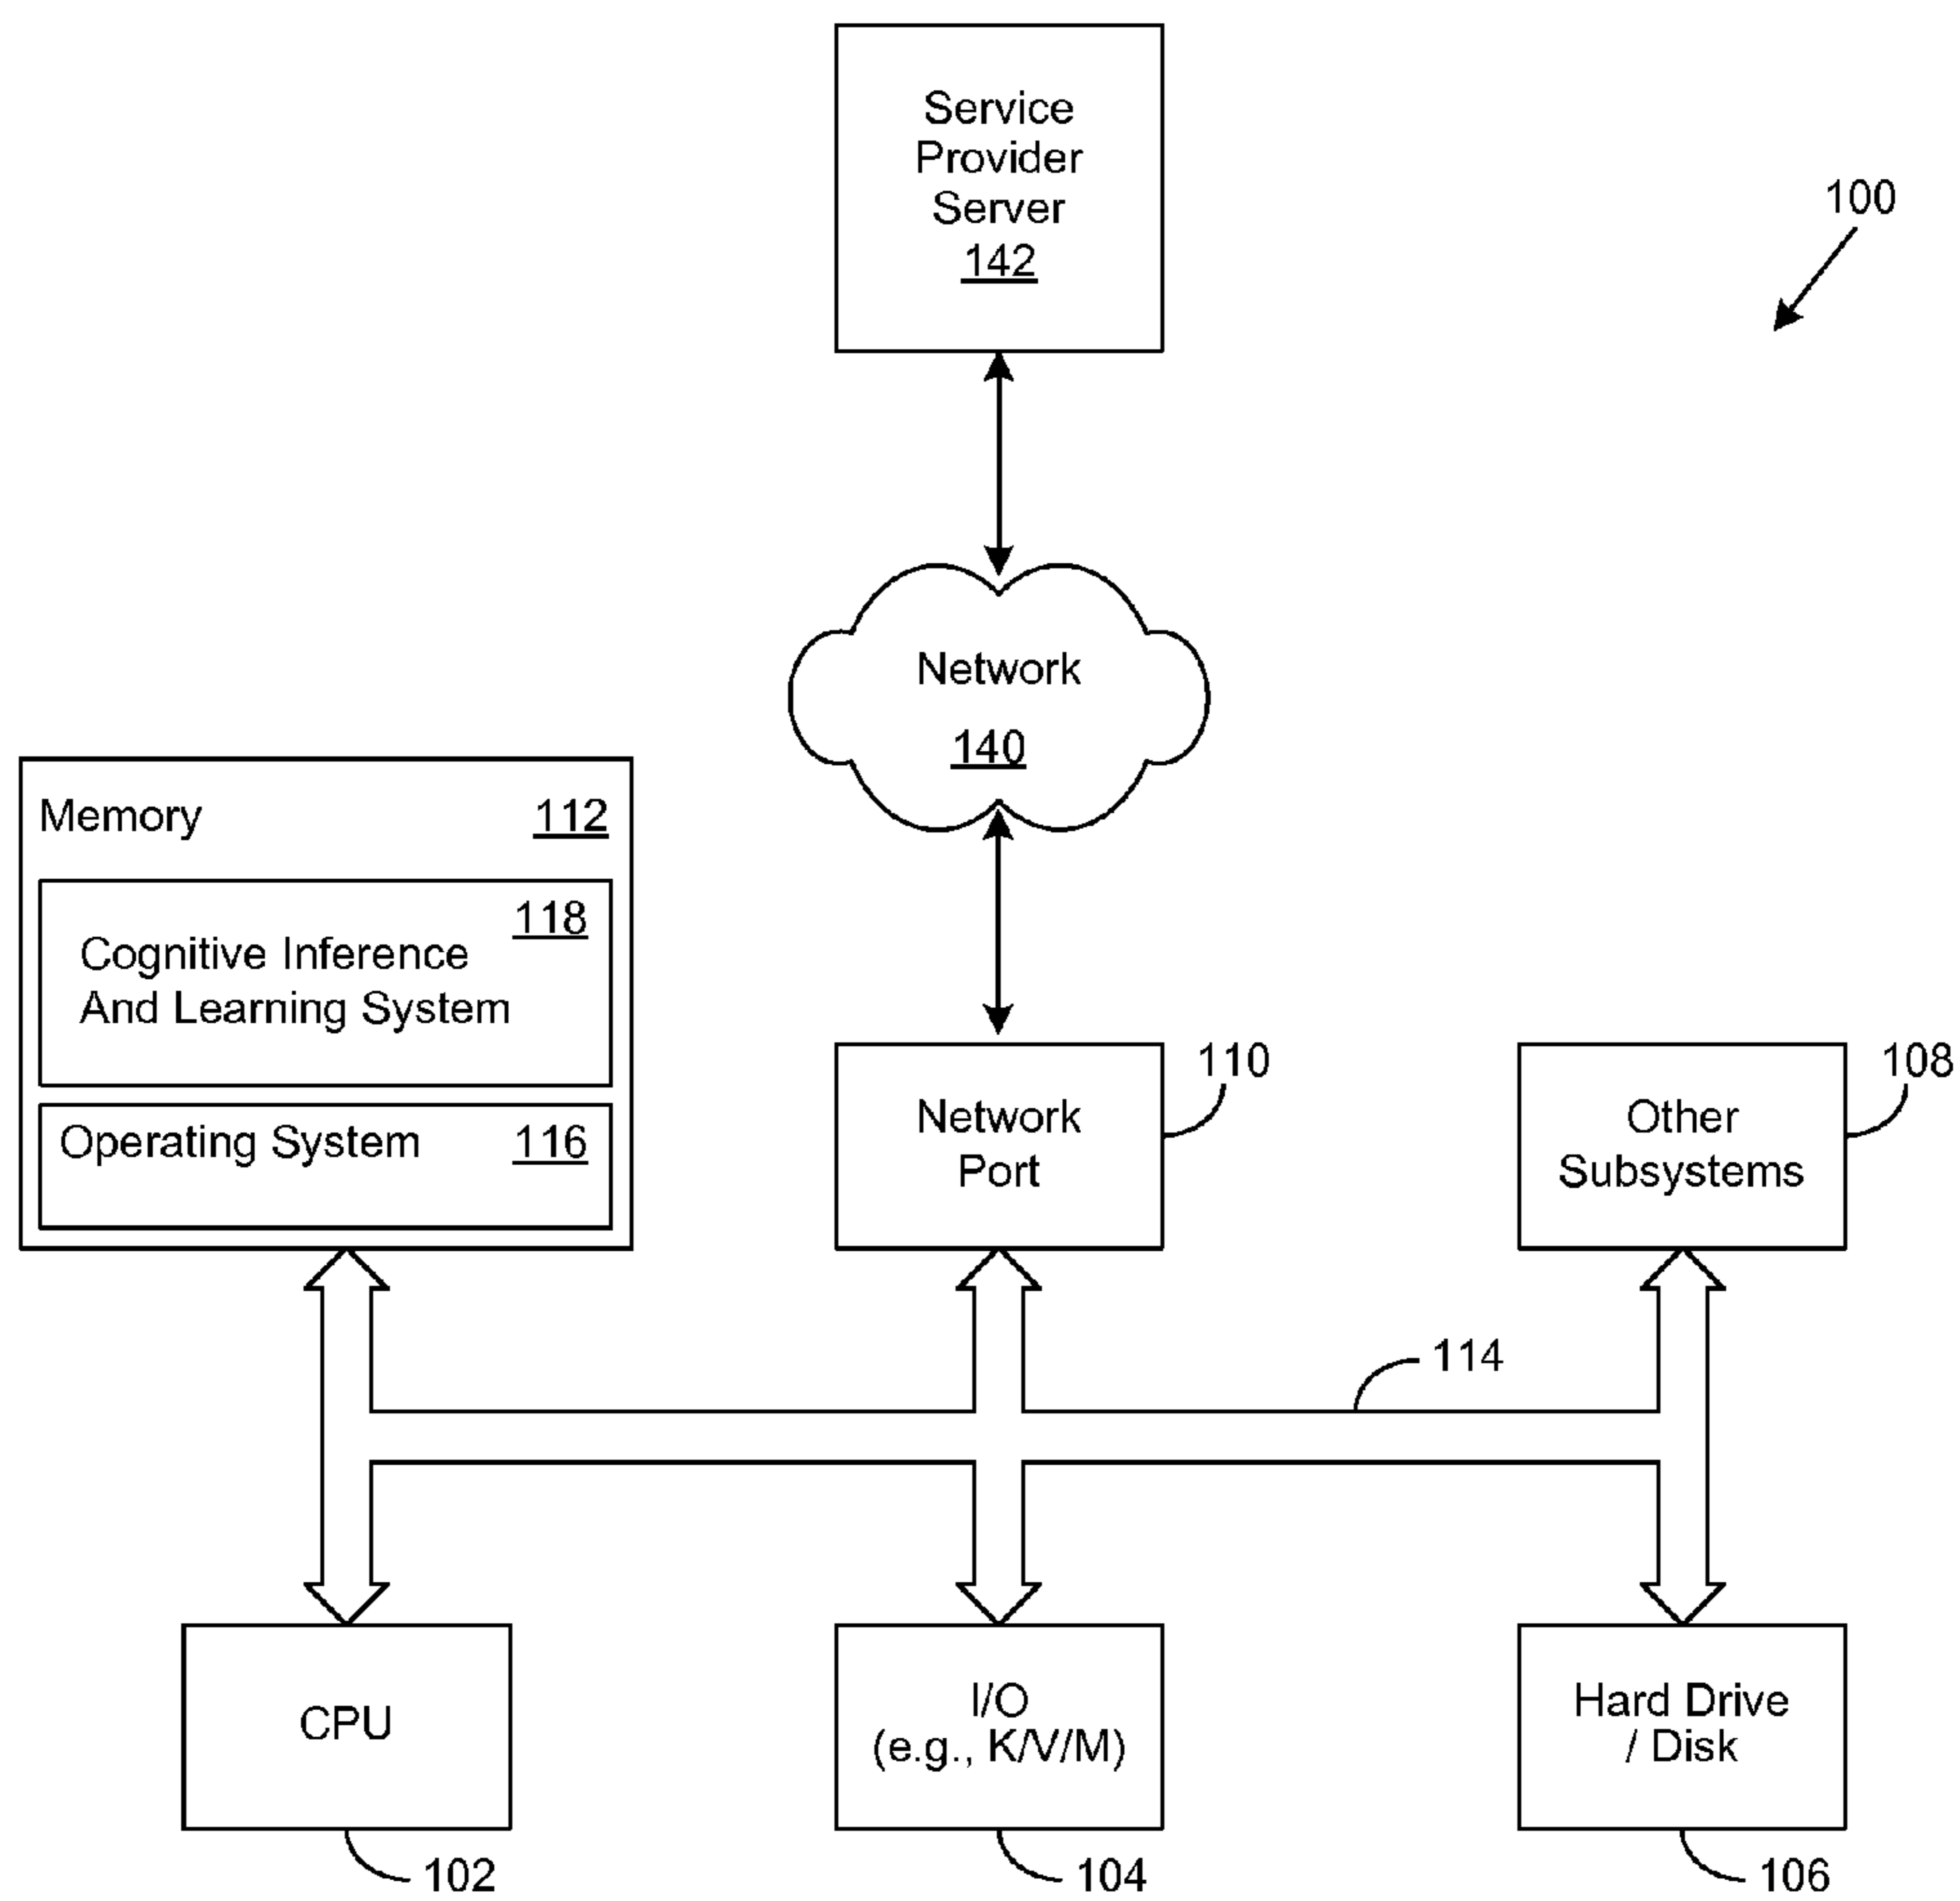 Service
Provider
Server
142
100
Network
140
Memory 112
118
Cognitive Inference
And Learning System
Operating System 116
Network
Port
110
Other
Subsystems
108
114
CPU
102
I/O
(e.g., K/V/M)
104
Hard Drive
/ Disk
106